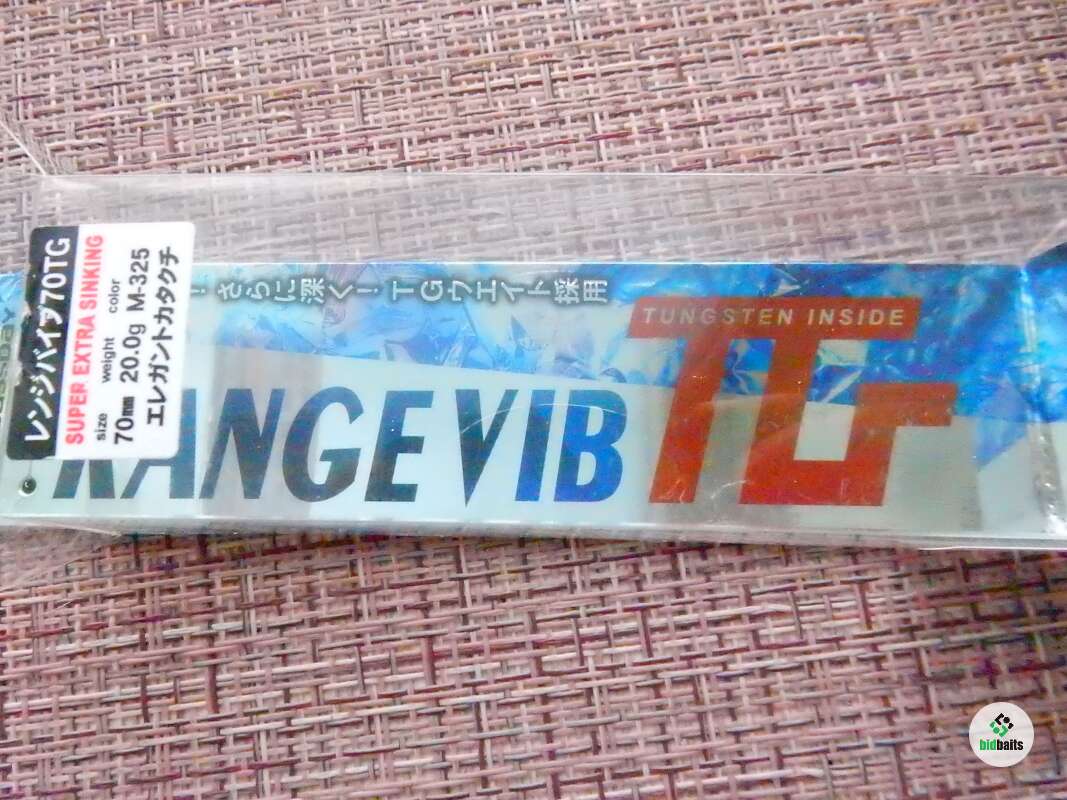 レンジバイブ70TG
SUPER EXTRA SINKING
size weight color
70mm 20.0g M-325
エレガントカタクチ
！さらに深く！TGウエイト採用
TUNGSTEN INSIDE
RANGE VIB TG
bidbaits